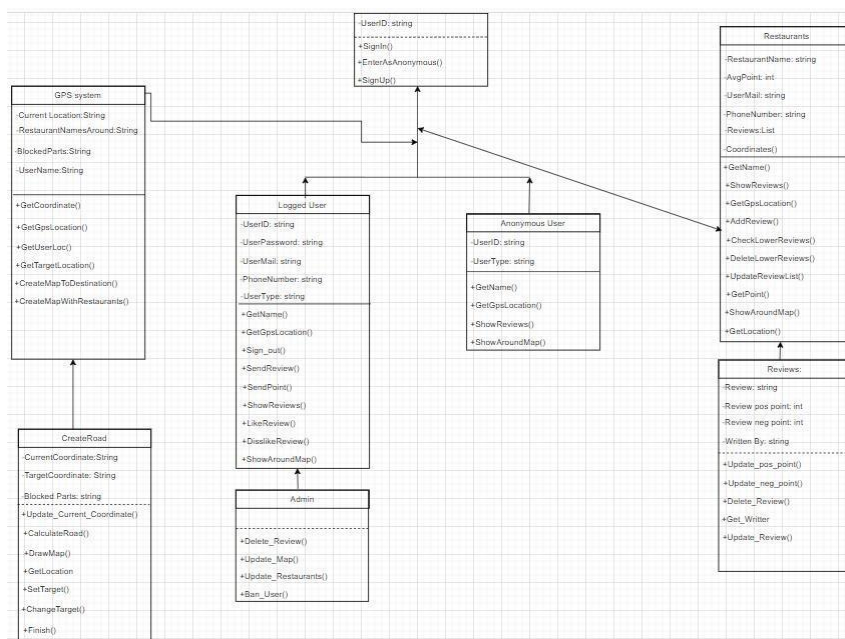 -UserID: string
+SignIn()
+EnterAsAnonymous()
+SignUp()
GPS system
-Current Location:String
-RestaurantNamesAround:String
-BlockedParts:String
-UserName:String
+GetCoordinate()
+GetGpsLocation()
+GetUserLoc()
+GetTargetLocation()
+CreateMapToDestination()
+CreateMapWithRestaurants()
Restaurants
-RestaurantName: string
-AvgPoint: int
-UserMail: string
-PhoneNumber: string
-Reviews:List
-Coordinates()
+GetName()
+ShowReviews()
+GetGpsLocation()
+AddReview()
+CheckLowerReviews()
+DeleteLowerReviews()
+UpdateReviewList()
+GetPoint()
+ShowAroundMap()
+GetLocation()
Logged User
-UserID: string
-UserPassword: string
-UserMail: string
-PhoneNumber: string
-UserType: string
+GetName()
+GetGpsLocation()
+Sign_out()
+SendReview()
+SendPoint()
+ShowReviews()
+LikeReview()
+DisslikeReview()
+ShowAroundMap()
Anonymous User
-UserID: string
-UserType: string
+GetName()
+GetGpsLocation()
+ShowReviews()
+ShowAroundMap()
Reviews:
-Review: string
-Review pos point: int
-Review neg point: int
-Written By: string
+Update_pos_point()
+Update_neg_point()
+Delete_Review()
+Get_Writter
+Update_Review()
CreateRoad
-CurrentCoordinate:String
-TargetCoordinate: String
-Blocked Parts: string
+Update_Current_Coordinate()
+CalculateRoad()
+DrawMap()
+GetLocation
+SetTarget()
+ChangeTarget()
+Finish()
Admin
+Delete_Review()
+Update_Map()
+Update_Restaurants()
+Ban_User()